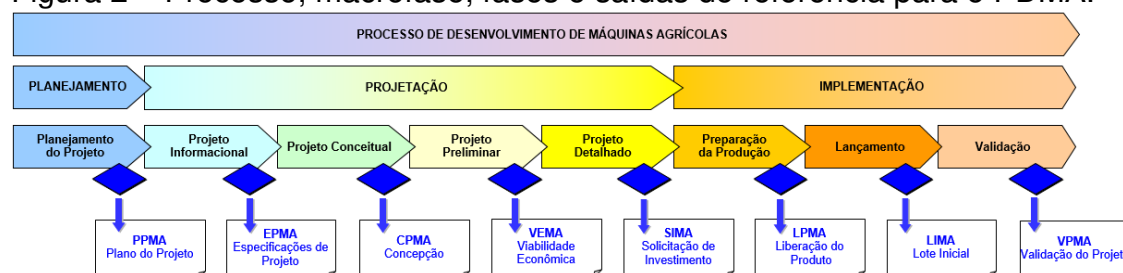 Figura 2 – Processo, macrofase, fases e saídas de referência para o PDMA.
PROCESSO DE DESENVOLVIMENTO DE MÁQUINAS AGRÍCOLAS
PLANEJAMENTO
PROJETAÇÃO
IMPLEMENTAÇÃO
Planejamento
do Projeto
Projeto
Informacional
Projeto Conceitual
Projeto
Preliminar
Projeto
Detalhado
Preparação
da Produção
Lançamento
Validação
PPMA
Plano do Projeto
EPMA
Especificações de
Projeto
CPMA
Concepção
VEMA
Viabilidade
Econômica
SIMA
Solicitação de
Investimento
LPMA
Liberação do
Produto
LIMA
Lote Inicial
VPMA
Validação do Projet